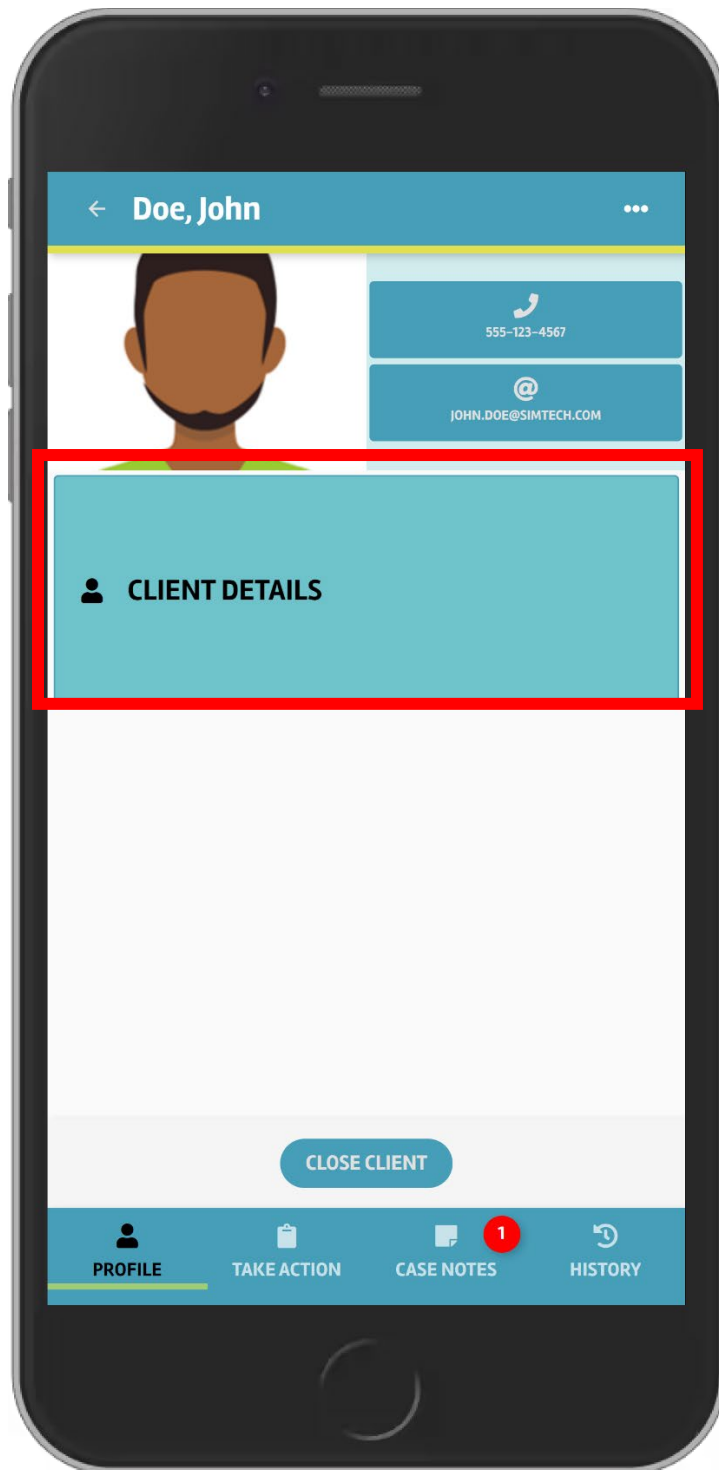 Doe, John
555-123-4567
JOHN.DOE@SIMTECH.COM
CLIENT DETAILS
CLOSE CLIENT
1
PROFILE TAKE ACTION CASE NOTES HISTORY